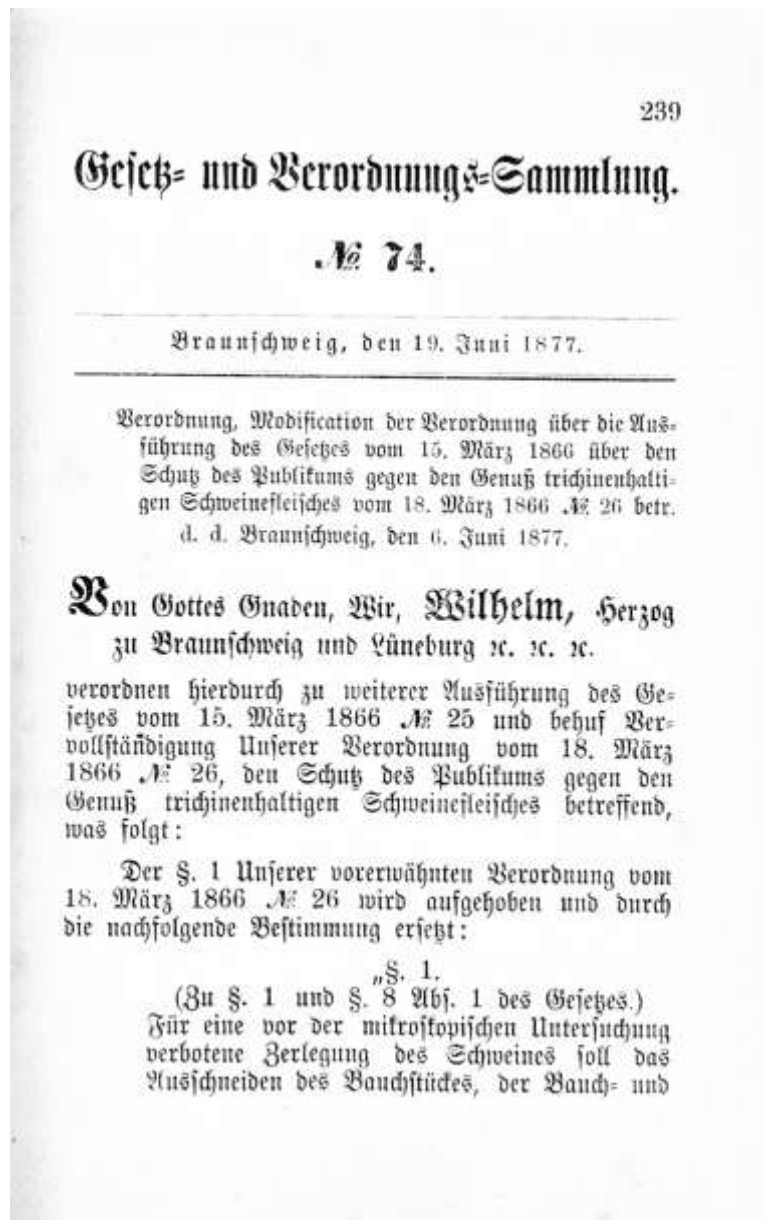 239
Gesetz- und Verordnungs-Sammlung.
№ 74.
Braunschweig, den 19. Juni 1877.
Verordnung, Modification der Verordnung über die Aus-
führung des Gesetzes vom 15. März 1866 über den
Schutz des Publikums gegen den Genuß trichinenhalti-
gen Schweinefleisches vom 18. März 1866 № 26 betr.
d. d. Braunschweig, den 6. Juni 1877.
Von Gottes Gnaden, Wir, Wilhelm, Herzog
zu Braunschweig und Lüneburg ꝛc. ꝛc. ꝛc.
verordnen hierdurch zu weiterer Ausführung des Ge-
setzes vom 15. März 1866 № 25 und behuf Ver-
vollständigung Unserer Verordnung vom 18. März
1866 № 26, den Schutz des Publikums gegen den
Genuß trichinenhaltigen Schweinefleisches betreffend,
was folgt:
Der §. 1 Unserer vorerwähnten Verordnung vom
18. März 1866 № 26 wird aufgehoben und durch
die nachfolgende Bestimmung ersetzt:
„§. 1.
(Zu §. 1 und §. 8 Abs. 1 des Gesetzes.)
Für eine vor der mikroskopischen Untersuchung
verbotene Zerlegung des Schweines soll das
Ausschneiden des Bauchstückes, der Bauch- und